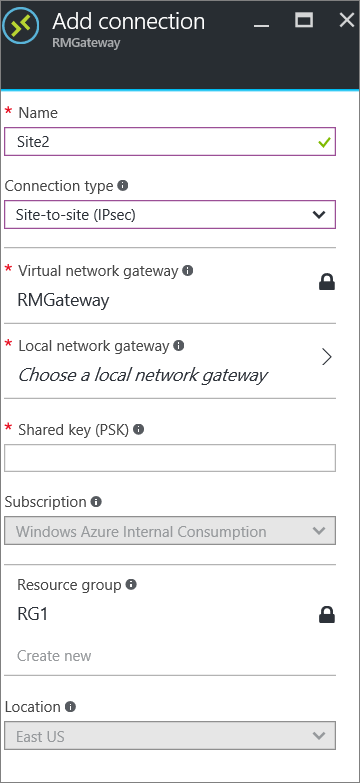 Add connection
RMGateway
* Name
Site2
Connection type
Site-to-site (IPsec)
* Virtual network gateway
RMGateway
* Local network gateway
Choose a local network gateway
* Shared key (PSK)
Subscription
Windows Azure Internal Consumption
Resource group
RG1
Create new
Location
East US